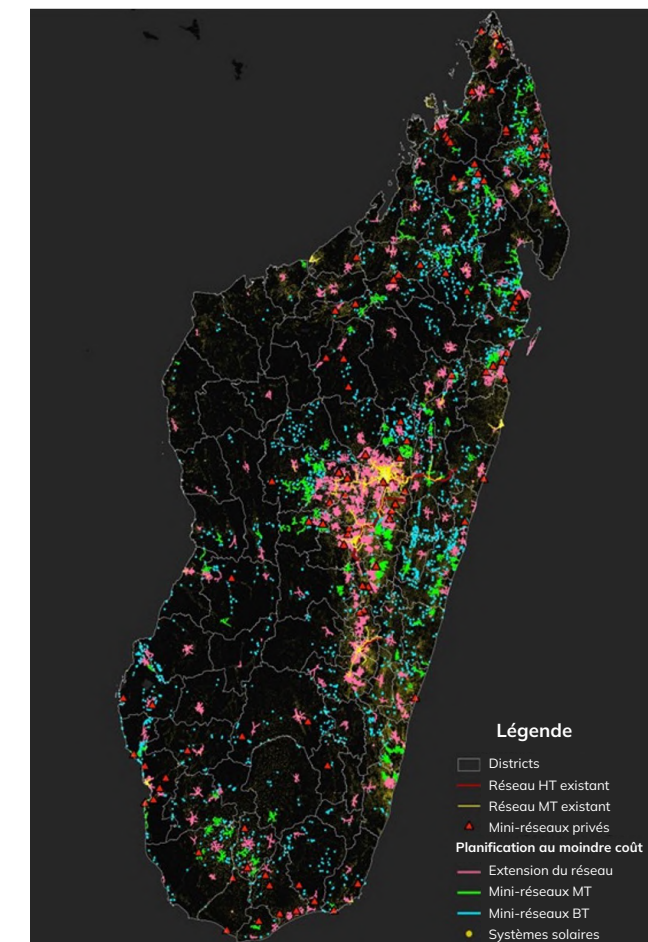 Légende
Districts
Réseau HT existant
Réseau MT existant
Mini-réseaux privés
Planification au moindre coût
Extension du réseau
Mini-réseaux MT
Mini-réseaux BT
Systèmes solaires